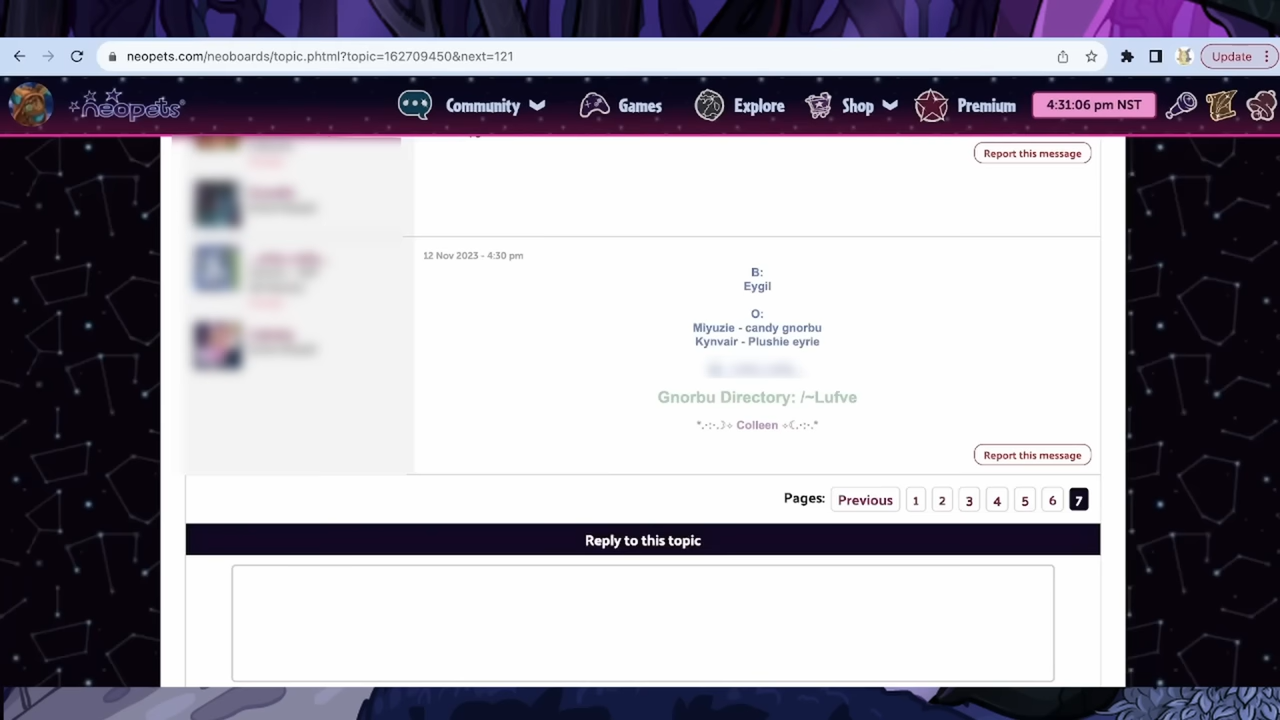 neopets.com/neoboards/topic.phtml?topic=162709450&next=121
Update
neopets
Community
Games
Explore
Shop
Premium
4:31:06 pm NST
Report this message
12 Nov 2023 - 4:30 pm
B:
Eygil
O:
Miyuzie - candy gnorbu
Kynvair - Plushie eyrie
Gnorbu Directory: /~Lufve
*.·:·.☽✧ Colleen ✧☾.·:·.*
Report this message
Pages: Previous 1 2 3 4 5 6 7
Reply to this topic